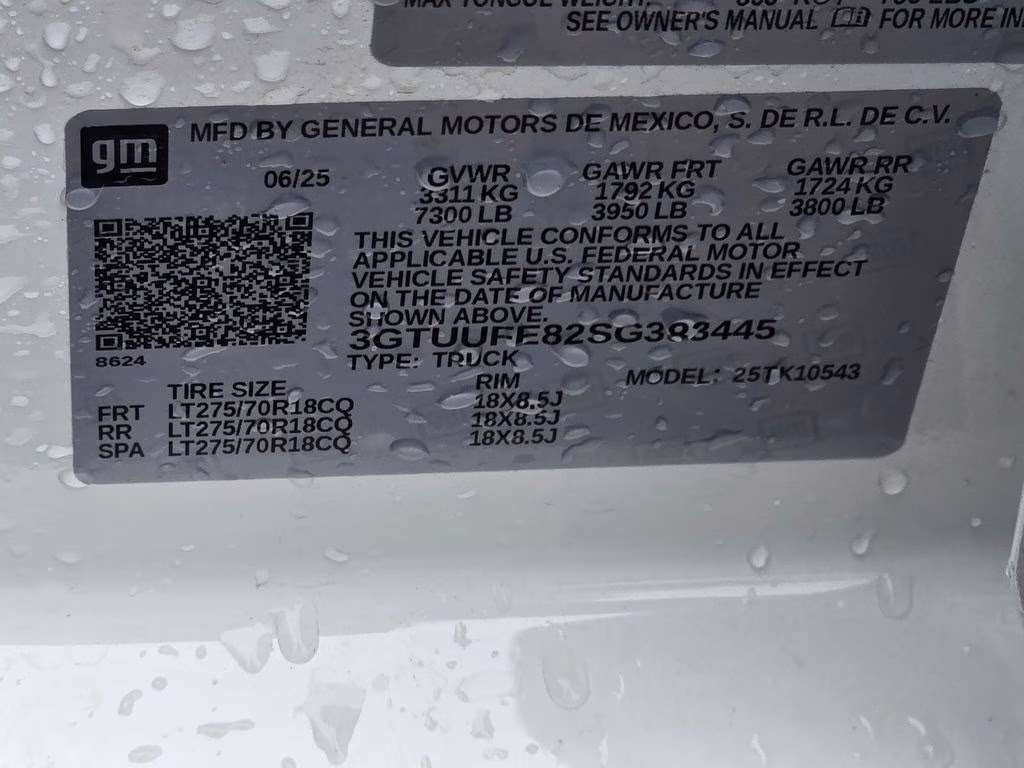 MAX TONGUE WEIGHT:
SEE OWNER'S MANUAL FOR MORE IN
gm
MFD BY GENERAL MOTORS DE MEXICO, S. DE R.L. DE C.V.
06/25 GVWR GAWR FRT GAWR RR
3311 KG 1792 KG 1724 KG
7300 LB 3950 LB 3800 LB
THIS VEHICLE CONFORMS TO ALL
APPLICABLE U.S. FEDERAL MOTOR
VEHICLE SAFETY STANDARDS IN EFFECT
ON THE DATE OF MANUFACTURE
SHOWN ABOVE.
3GTUUFE82SG383445
8624
TYPE: TRUCK MODEL: 25TK10543
TIRE SIZE RIM
FRT LT275/70R18CQ 18X8.5J
RR LT275/70R18CQ 18X8.5J
SPA LT275/70R18CQ 18X8.5J